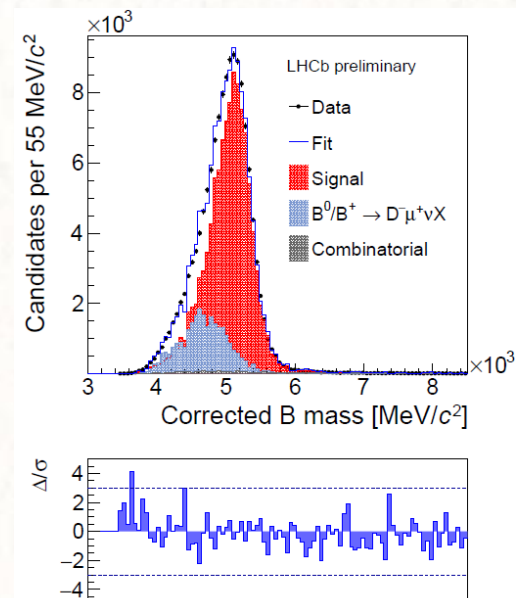 ×10³
Candidates per 55 MeV/c²
8
6
4
2
LHCb preliminary
Data
Fit
Signal
B⁰/B⁺ → D⁻μ⁺νX
Combinatorial
3 4 5 6 7 8 ×10³
Corrected B mass [MeV/c²]
Δ/σ
4
2
0
−2
−4